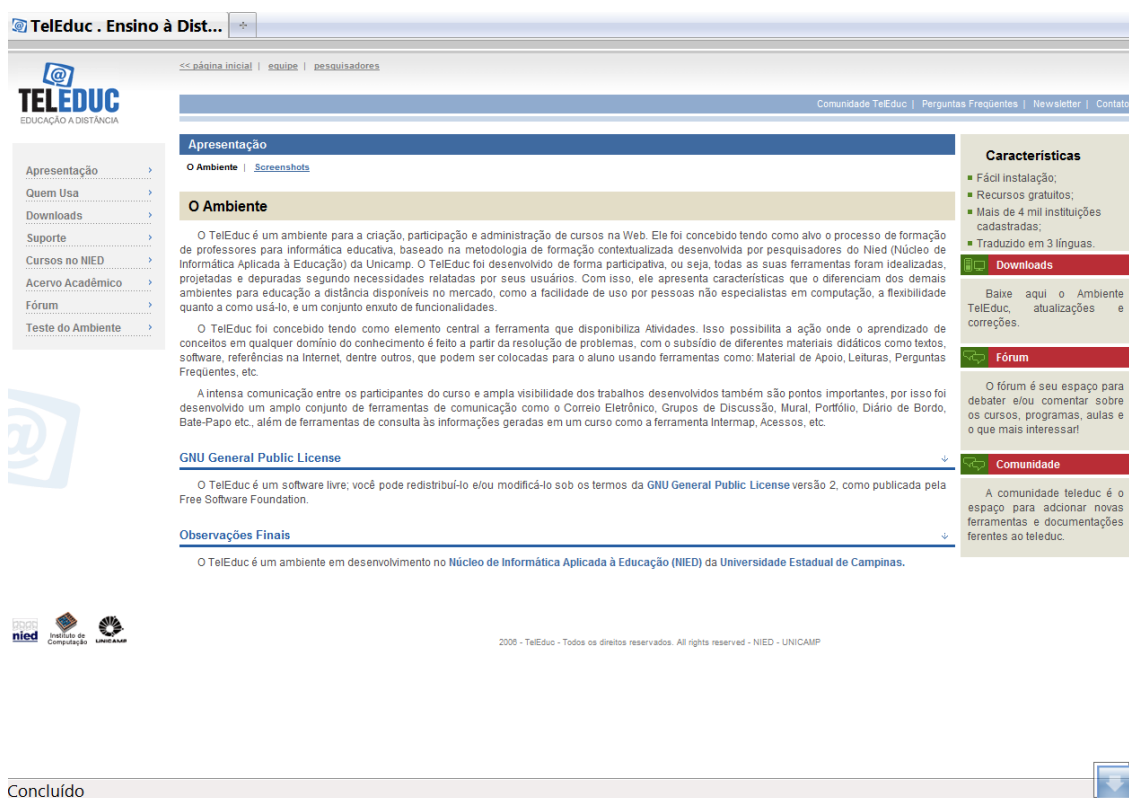 TelEduc . Ensino à Dist...
<< página inicial | equipe | pesquisadores
TELEDUC
EDUCAÇÃO A DISTÂNCIA
Comunidade TelEduc | Perguntas Freqüentes | Newsletter | Contato
Apresentação
Quem Usa
Downloads
Suporte
Cursos no NIED
Acervo Acadêmico
Fórum
Teste do Ambiente
Apresentação
O Ambiente | Screenshots
O Ambiente
O TelEduc é um ambiente para a criação, participação e administração de cursos na Web. Ele foi concebido tendo como alvo o processo de formação
de professores para informática educativa, baseado na metodologia de formação contextualizada desenvolvida por pesquisadores do Nied (Núcleo de
Informática Aplicada à Educação) da Unicamp. O TelEduc foi desenvolvido de forma participativa, ou seja, todas as suas ferramentas foram idealizadas,
projetadas e depuradas segundo necessidades relatadas por seus usuários. Com isso, ele apresenta características que o diferenciam dos demais
ambientes para educação a distância disponíveis no mercado, como a facilidade de uso por pessoas não especialistas em computação, a flexibilidade
quanto a como usá-lo, e um conjunto enxuto de funcionalidades.
O TelEduc foi concebido tendo como elemento central a ferramenta que disponibiliza Atividades. Isso possibilita a ação onde o aprendizado de
conceitos em qualquer domínio do conhecimento é feito a partir da resolução de problemas, com o subsídio de diferentes materiais didáticos como textos,
software, referências na Internet, dentre outros, que podem ser colocadas para o aluno usando ferramentas como: Material de Apoio, Leituras, Perguntas
Freqüentes, etc.
A intensa comunicação entre os participantes do curso e ampla visibilidade dos trabalhos desenvolvidos também são pontos importantes, por isso foi
desenvolvido um amplo conjunto de ferramentas de comunicação como o Correio Eletrônico, Grupos de Discussão, Mural, Portfólio, Diário de Bordo,
Bate-Papo etc., além de ferramentas de consulta às informações geradas em um curso como a ferramenta Intermap, Acessos, etc.
GNU General Public License
O TelEduc é um software livre; você pode redistribuí-lo e/ou modificá-lo sob os termos da GNU General Public License versão 2, como publicada pela
Free Software Foundation.
Observações Finais
O TelEduc é um ambiente em desenvolvimento no Núcleo de Informática Aplicada à Educação (NIED) da Universidade Estadual de Campinas.
Características
Fácil instalação;
Recursos gratuitos;
Mais de 4 mil instituições
cadastradas;
Traduzido em 3 línguas.
Downloads
Baixe aqui o Ambiente
TelEduc, atualizações e
correções.
Fórum
O fórum é seu espaço para
debater e/ou comentar sobre
os cursos, programas, aulas e
o que mais interessar!
Comunidade
A comunidade teleduc é o
espaço para adcionar novas
ferramentas e documentações
ferentes ao teleduc.
nied
Instituto de
Computação
UNICAMP
2006 - TelEduc - Todos os direitos reservados. All rights reserved - NIED - UNICAMP
Concluído